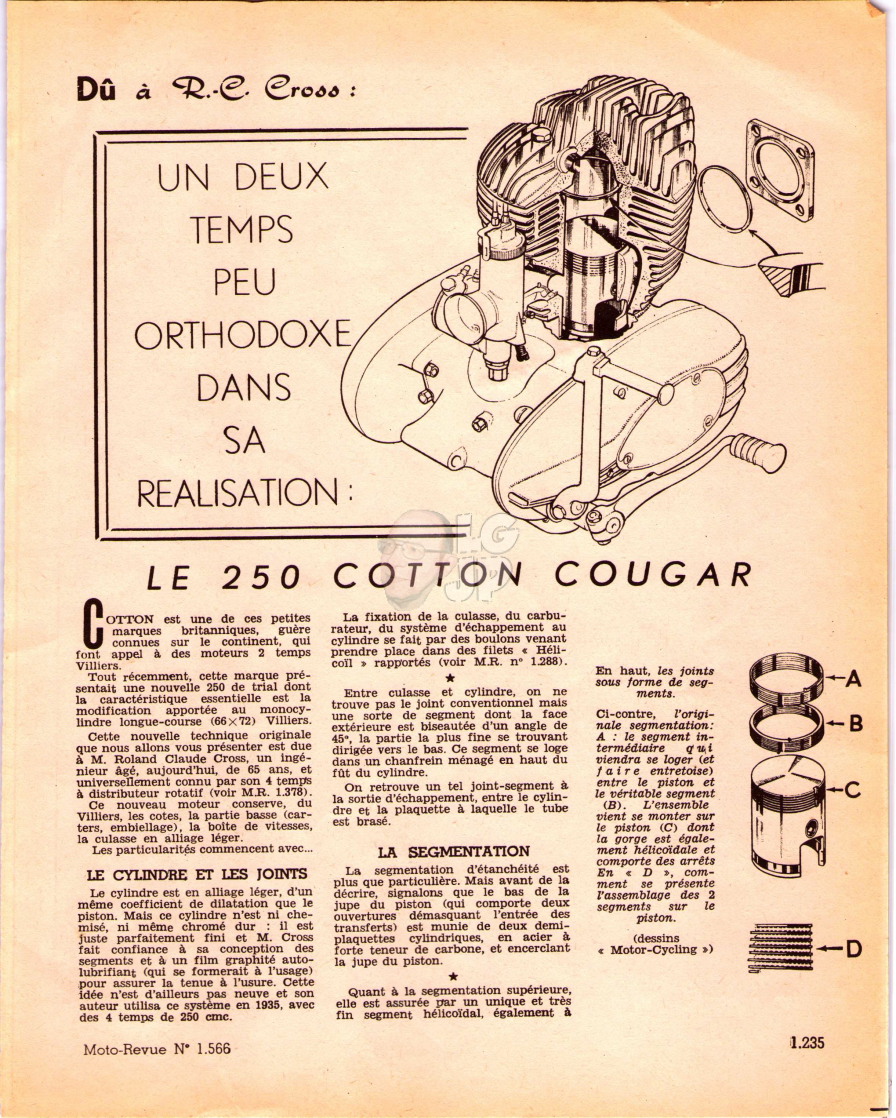 Dû à R.-C. Cross :
UN DEUX
TEMPS
PEU
ORTHODOXE
DANS
SA
REALISATION :
LE 250 COTTON COUGAR
COTTON est une de ces petites
marques britanniques, guère
connues sur le continent, qui
font appel à des moteurs 2 temps
Villiers.
Tout récemment, cette marque pré-
sentait une nouvelle 250 de trial dont
la caractéristique essentielle est la
modification apportée au monocy-
lindre longue-course (66×72) Villiers.
Cette nouvelle technique originale
que nous allons vous présenter est due
à M. Roland Claude Cross, un ingé-
nieur âgé, aujourd'hui, de 65 ans, et
universellement connu par son 4 temps
à distributeur rotatif (voir M.R. 1.378).
Ce nouveau moteur conserve, du
Villiers, les cotes, la partie basse (car-
ters, embiellage), la boîte de vitesses,
la culasse en alliage léger.
Les particularités commencent avec...
LE CYLINDRE ET LES JOINTS
Le cylindre est en alliage léger, d'un
même coefficient de dilatation que le
piston. Mais ce cylindre n'est ni che-
misé, ni même chromé dur : il est
juste parfaitement fini et M. Cross
fait confiance à sa conception des
segments et à un film graphité auto-
lubrifiant (qui se formerait à l'usage)
pour assurer la tenue à l'usure. Cette
idée n'est d'ailleurs pas neuve et son
auteur utilisa ce système en 1935, avec
des 4 temps de 250 cmc.
La fixation de la culasse, du carbu-
rateur, du système d'échappement au
cylindre se fait par des boulons venant
prendre place dans des filets « Héli-
coïl » rapportés (voir M.R. n° 1.288).
★
Entre culasse et cylindre, on ne
trouve pas le joint conventionnel mais
une sorte de segment dont la face
extérieure est biseautée d'un angle de
45°, la partie la plus fine se trouvant
dirigée vers le bas. Ce segment se loge
dans un chanfrein ménagé en haut du
fût du cylindre.
On retrouve un tel joint-segment à
la sortie d'échappement, entre le cylin-
dre et la plaquette à laquelle le tube
est brasé.
LA SEGMENTATION
La segmentation d'étanchéité est
plus que particulière. Mais avant de la
décrire, signalons que le bas de la
jupe du piston (qui comporte deux
ouvertures démasquant l'entrée des
transferts) est munie de deux demi-
plaquettes cylindriques, en acier à
forte teneur de carbone, et encerclant
la jupe du piston.
★
Quant à la segmentation supérieure,
elle est assurée par un unique et très
fin segment hélicoïdal, également à
En haut, les joints
sous forme de seg-
ments.
Ci-contre, l'origi-
nale segmentation:
A : le segment in-
termédiaire qui
viendra se loger (et
faire entretoise)
entre le piston et
le véritable segment
(B). L'ensemble
vient se monter sur
le piston (C) dont
la gorge est égale-
ment hélicoïdale et
comporte des arrêts
En « D », com-
ment se présente
l'assemblage des 2
segments sur le
piston.
(dessins
« Motor-Cycling »)
A
B
C
D
Moto-Revue N° 1.566
1.235